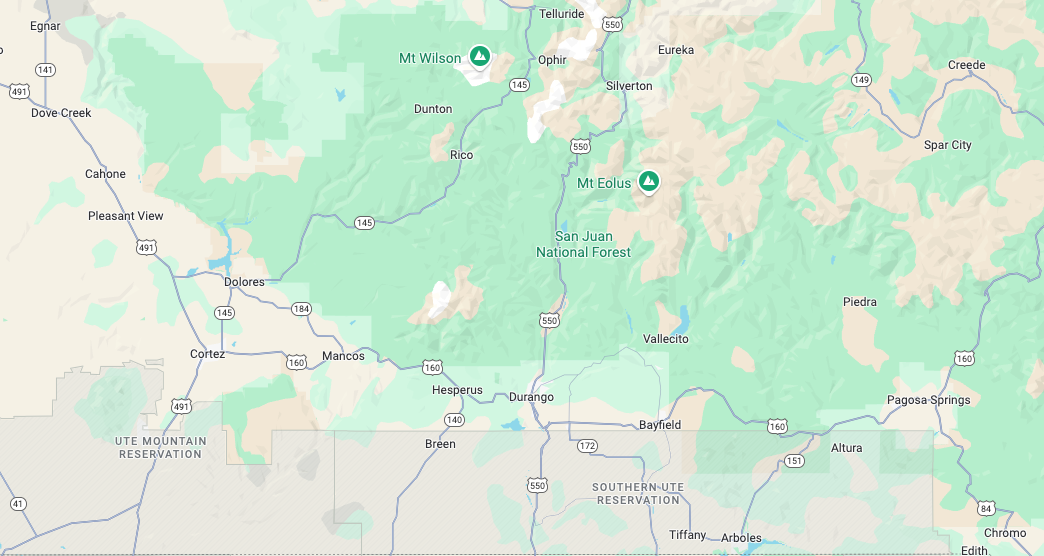 Telluride
Egnar
550
Eureka
Mt Wilson
Ophir
Creede
141
145
149
491
Silverton
Dunton
Dove Creek
550
Spar City
Rico
Cahone
Mt Eolus
Pleasant View
145
San Juan
National Forest
491
Dolores
Piedra
145
184
550
Vallecito
Cortez
Mancos
160
160
160
Hesperus
Durango
Pagosa Springs
491
140
Bayfield
160
UTE MOUNTAIN
RESERVATION
Breen
172
Altura
151
550
SOUTHERN UTE
RESERVATION
41
84
Tiffany
Arboles
Chromo
Edith